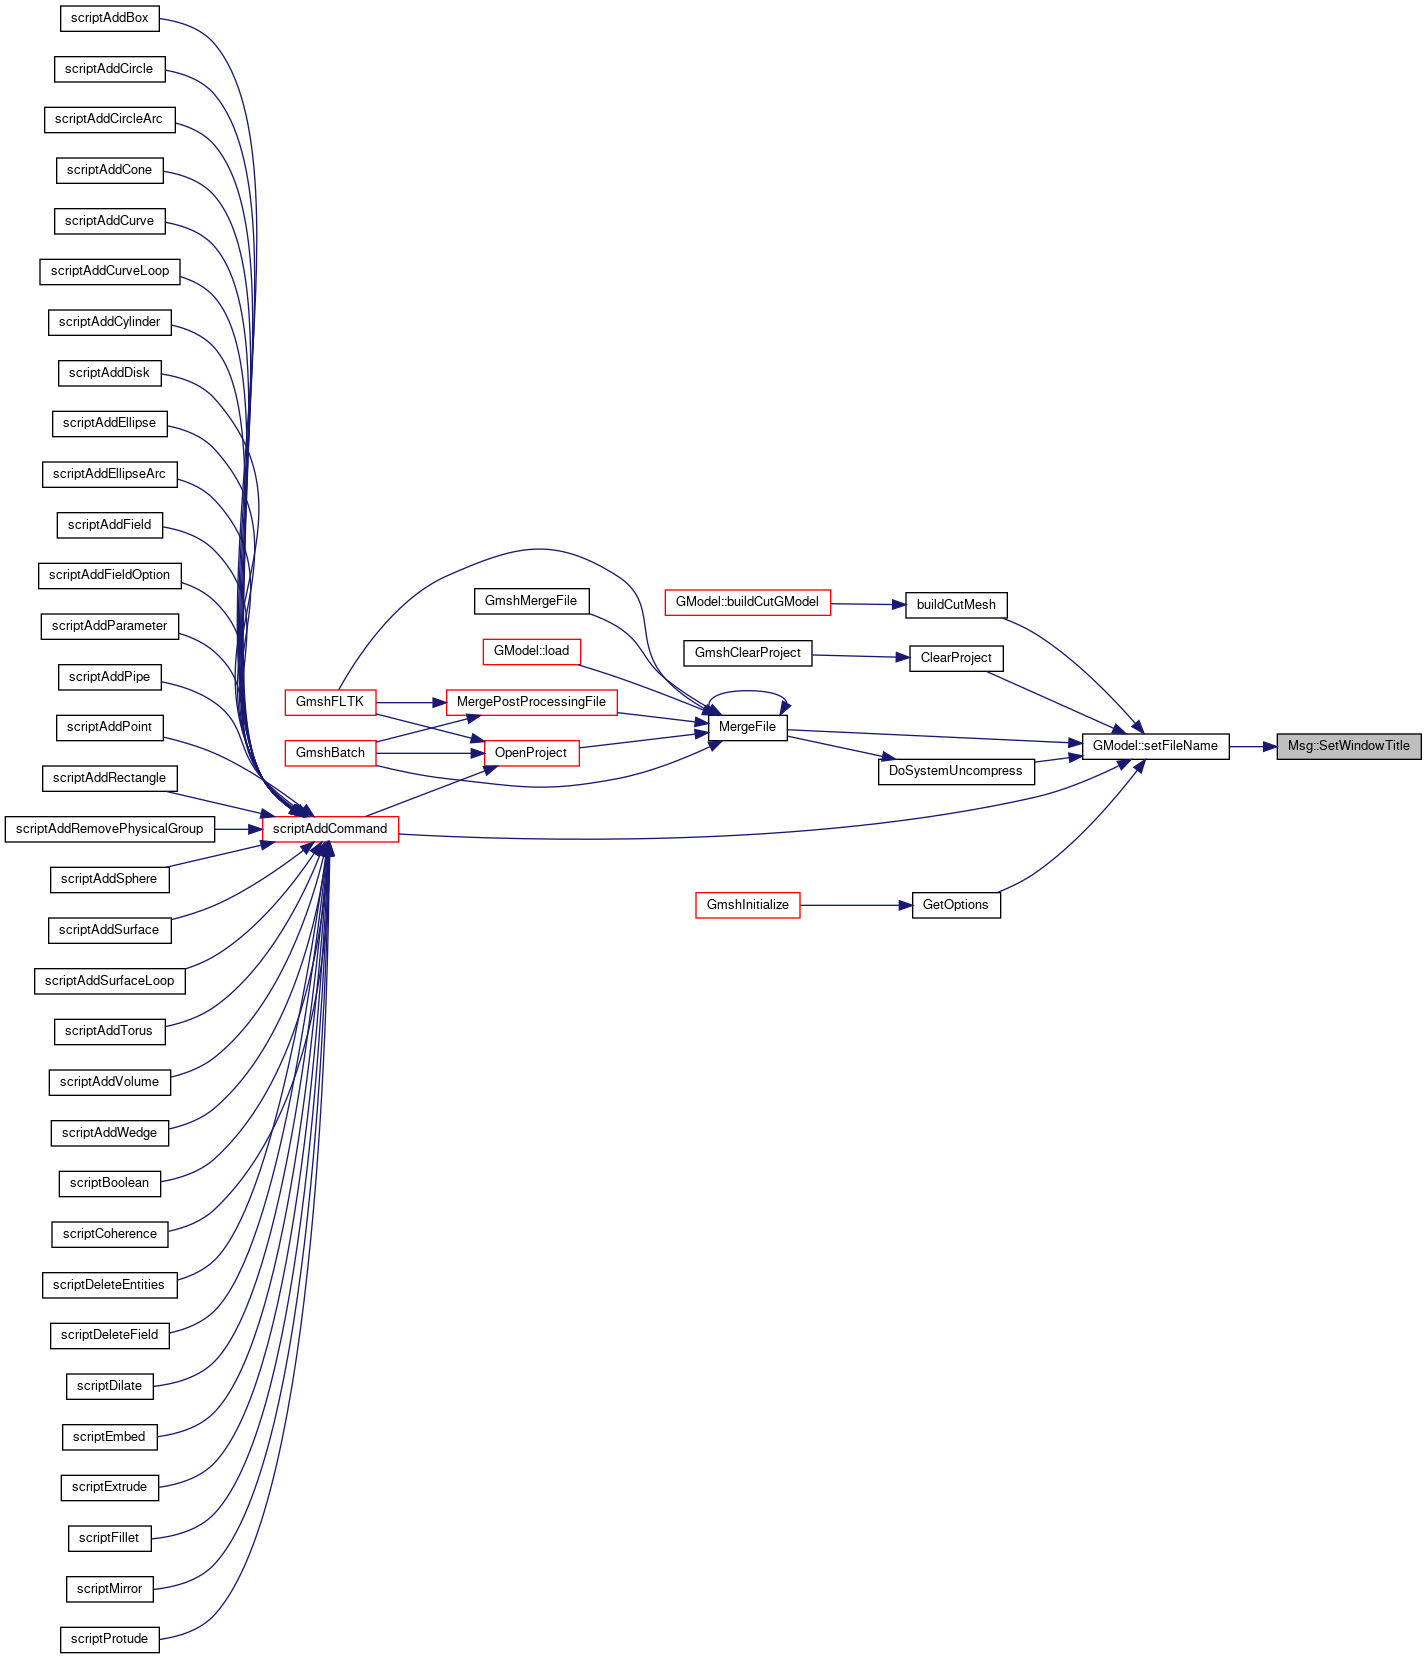 scriptAddBox
scriptAddCircle
scriptAddCircleArc
scriptAddCone
scriptAddCurve
scriptAddCurveLoop
scriptAddCylinder
scriptAddDisk
scriptAddEllipse
scriptAddEllipseArc
scriptAddField
scriptAddFieldOption
scriptAddParameter
scriptAddPipe
scriptAddPoint
scriptAddRectangle
scriptAddRemovePhysicalGroup
scriptAddSphere
scriptAddSurface
scriptAddSurfaceLoop
scriptAddTorus
scriptAddVolume
scriptAddWedge
scriptBoolean
scriptCoherence
scriptDeleteEntities
scriptDeleteField
scriptDilate
scriptEmbed
scriptExtrude
scriptFillet
scriptMirror
scriptProtude
GmshFLTK
GmshBatch
scriptAddCommand
GmshMergeFile
GModel::load
MergePostProcessingFile
OpenProject
GModel::buildCutGModel
GmshClearProject
MergeFile
GmshInitialize
buildCutMesh
ClearProject
DoSystemUncompress
GetOptions
GModel::setFileName
Msg::SetWindowTitle